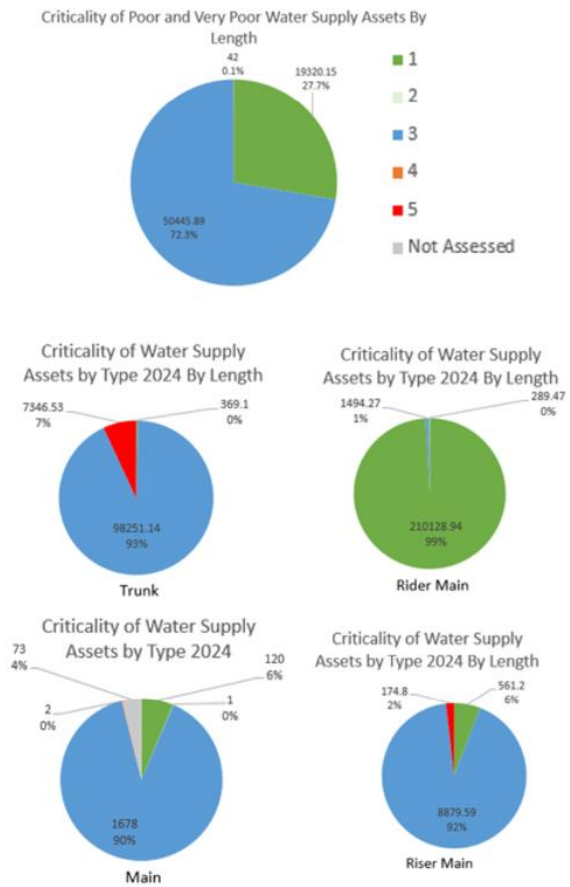 Criticality of Poor and Very Poor Water Supply Assets By
Length
42
0.1%
19320.15
27.7%
50445.89
72.3%
1
2
3
4
5
Not Assessed
Criticality of Water Supply
Assets by Type 2024 By Length
7346.53
7%
369.1
0%
98251.14
93%
Trunk
Criticality of Water Supply
Assets by Type 2024 By Length
1494.27
1%
289.47
0%
210128.94
99%
Rider Main
Criticality of Water Supply
Assets by Type 2024
73
4%
120
6%
2
0%
1
0%
1678
90%
Main
Criticality of Water Supply
Assets by Type 2024 By Length
174.8
2%
561.2
6%
8879.59
92%
Riser Main